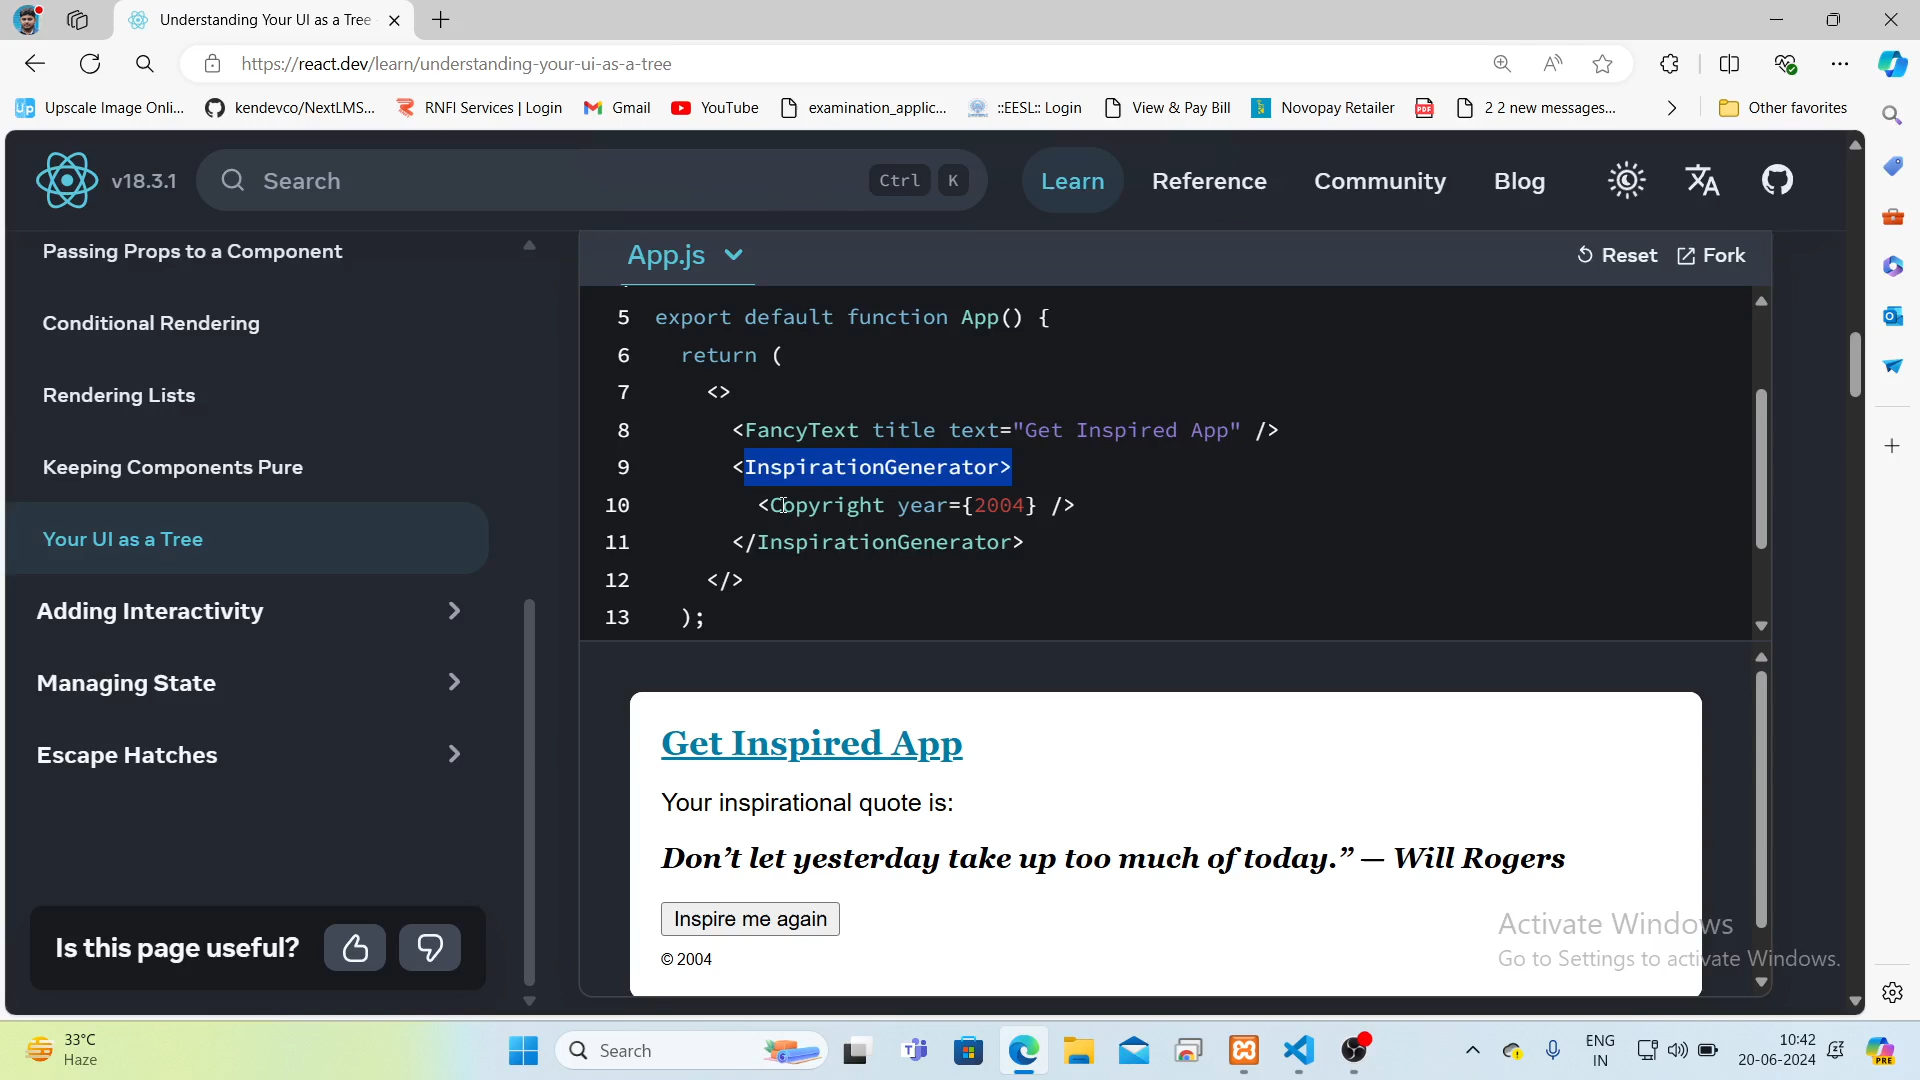 Understanding Your UI as a Tree
https://react.dev/learn/understanding-your-ui-as-a-tree
Upscale Image Onli...
kendevco/NextLMS...
RNFI Services | Login
Gmail
YouTube
examination_applic...
::EESL:: Login
View & Pay Bill
Novopay Retailer
PDF
2 2 new messages...
Other favorites
v18.3.1
Search
Ctrl K
Learn
Reference
Community
Blog
Passing Props to a Component
Conditional Rendering
Rendering Lists
Keeping Components Pure
Your UI as a Tree
Adding Interactivity
Managing State
Escape Hatches
Is this page useful?
App.js
Reset
Fork
5 export default function App() {
6 return (
7 <>
8 <FancyText title text="Get Inspired App" />
9 <InspirationGenerator>
10 <Copyright year={2004} />
11 </InspirationGenerator>
12 </>
13 );
Get Inspired App
Your inspirational quote is:
Don’t let yesterday take up too much of today.” — Will Rogers
Inspire me again
© 2004
Activate Windows
Go to Settings to activate Windows.
33°C
Haze
Search
ENG
IN
10:42
20-06-2024
PRE